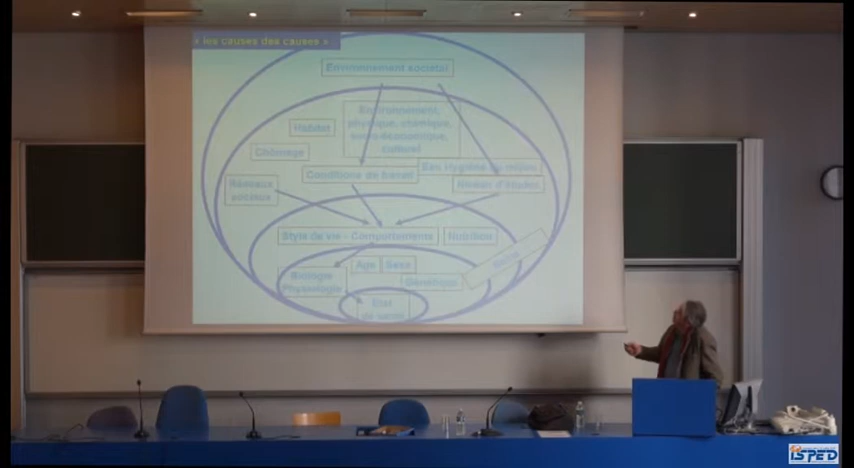 « les causes des causes »
Environnement sociétal
Environnement,
physique, chimique,
socio-économique,
culturel
Habitat
Chômage
Eau Hygiène du milieu
Conditions de travail
Réseaux
sociaux
Niveau d'études
Style de vie - Comportements
Nutrition
Age
Sexe
Soins
Biologie
Physiologie
Génétique
Etat
de santé
ISPED